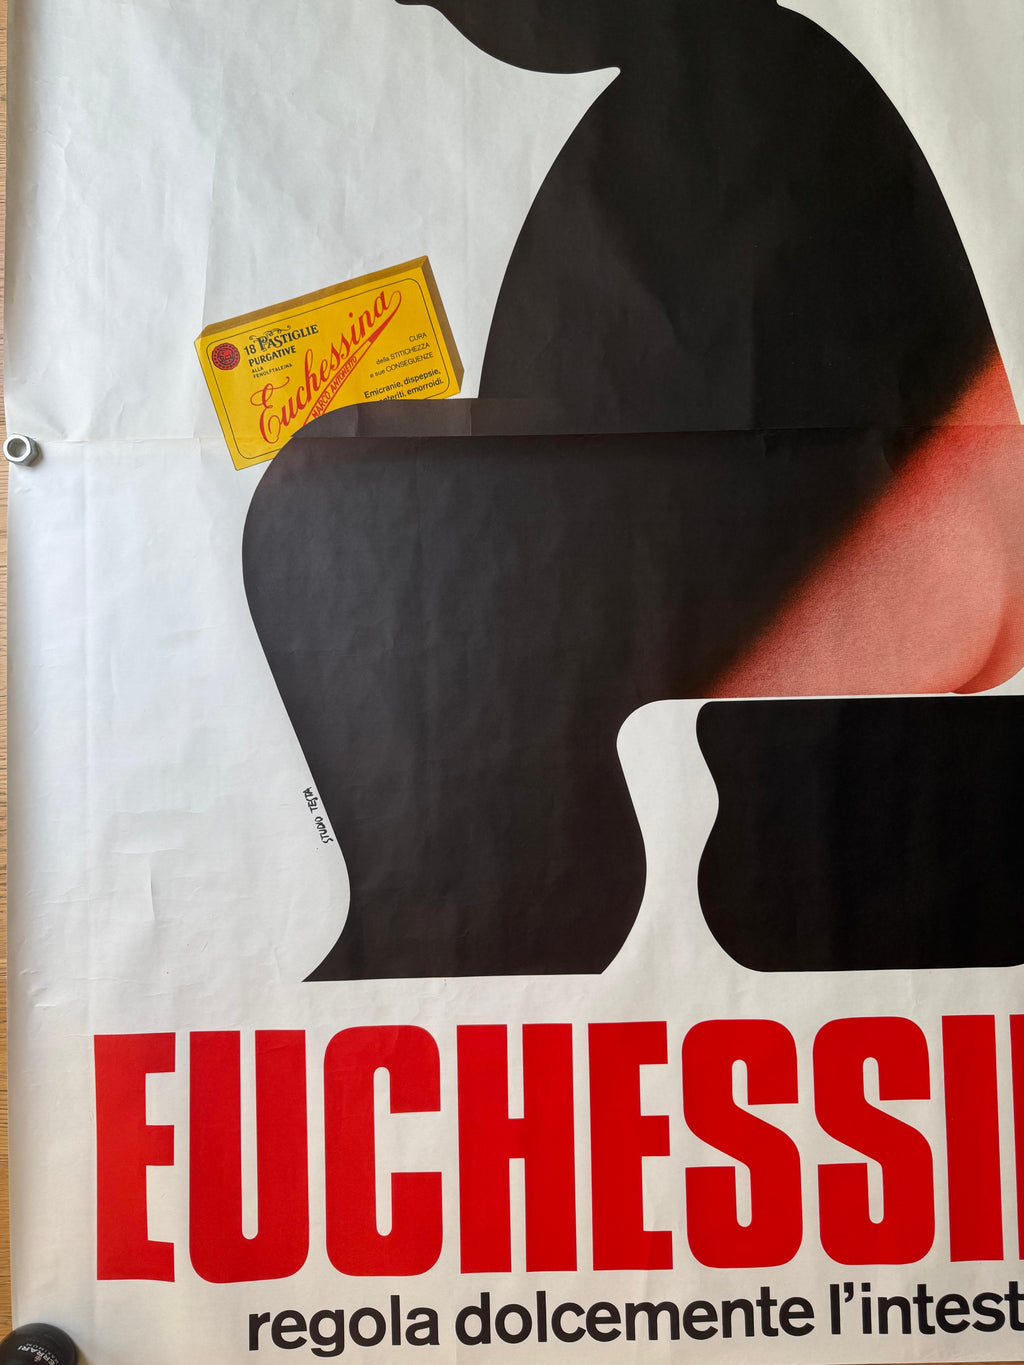 18 PASTIGLIE
PURGATIVE
ALLA
FENOLFTALEINA
Euchessina
MARCO ANTONETTO
CURA
della STITICHEZZA
e sue CONSEGUENZE
Emicranie, dispepsie,
enteriti, emorroidi.
STUDIO TESTA
EUCHESSI
regola dolcemente l'intest